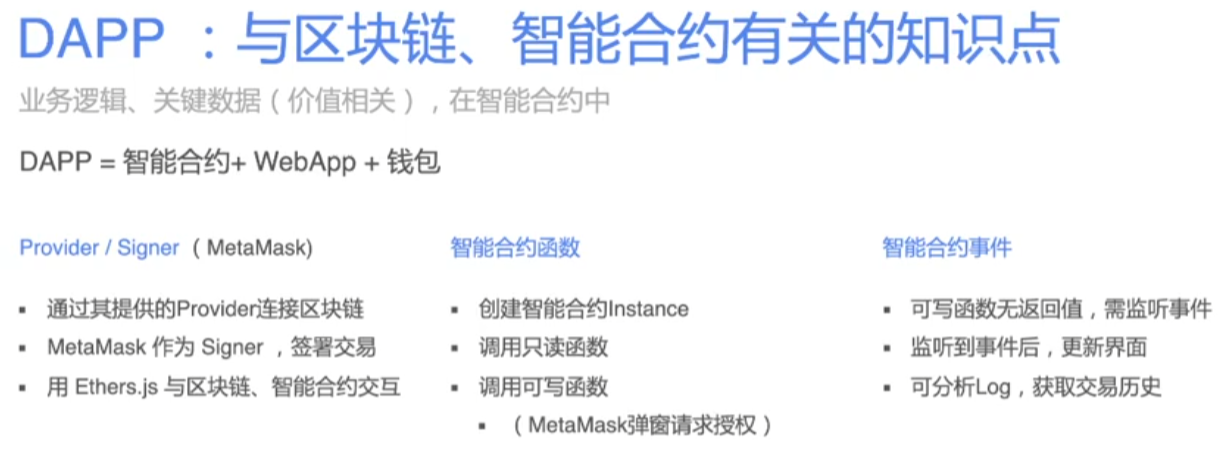 DAPP ：与区块链、智能合约有关的知识点
业务逻辑、关键数据（价值相关），在智能合约中
DAPP = 智能合约+ WebApp + 钱包
Provider / Signer （MetaMask)
▪ 通过其提供的Provider连接区块链
▪ MetaMask 作为 Signer ，签署交易
▪ 用 Ethers.js 与区块链、智能合约交互
智能合约函数
▪ 创建智能合约Instance
▪ 调用只读函数
▪ 调用可写函数
▪ （MetaMask弹窗请求授权）
智能合约事件
▪ 可写函数无返回值，需监听事件
▪ 监听到事件后，更新界面
▪ 可分析Log，获取交易历史